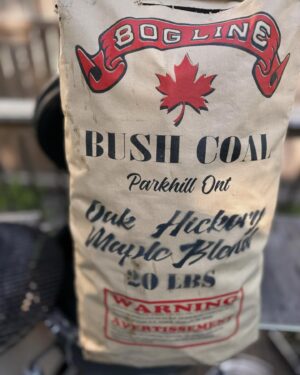 BOG LINE
BUSH COAL
Parkhill Ont
Oak Hickory
Maple Blend
20 LBS
WARNING
AVERTISSEMENT